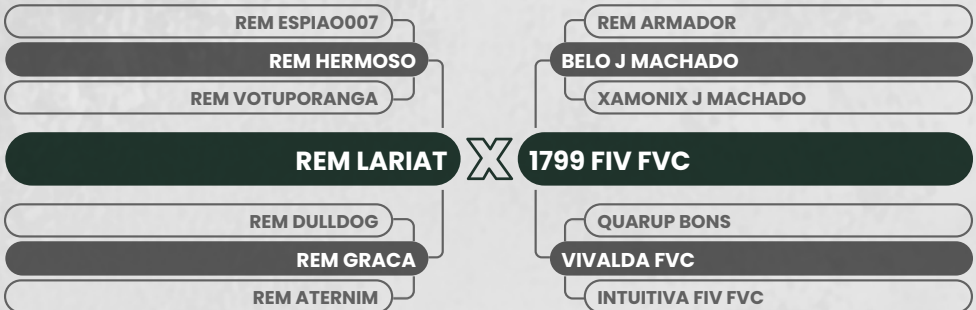 REM ESPIAO007
REM HERMOSO
REM VOTUPORANGA
REM LARIAT
REM DULLDOG
REM GRACA
REM ATERNIM
X
REM ARMADOR
BELO J MACHADO
XAMONIX J MACHADO
1799 FIV FVC
QUARUP BONS
VIVALDA FVC
INTUITIVA FIV FVC